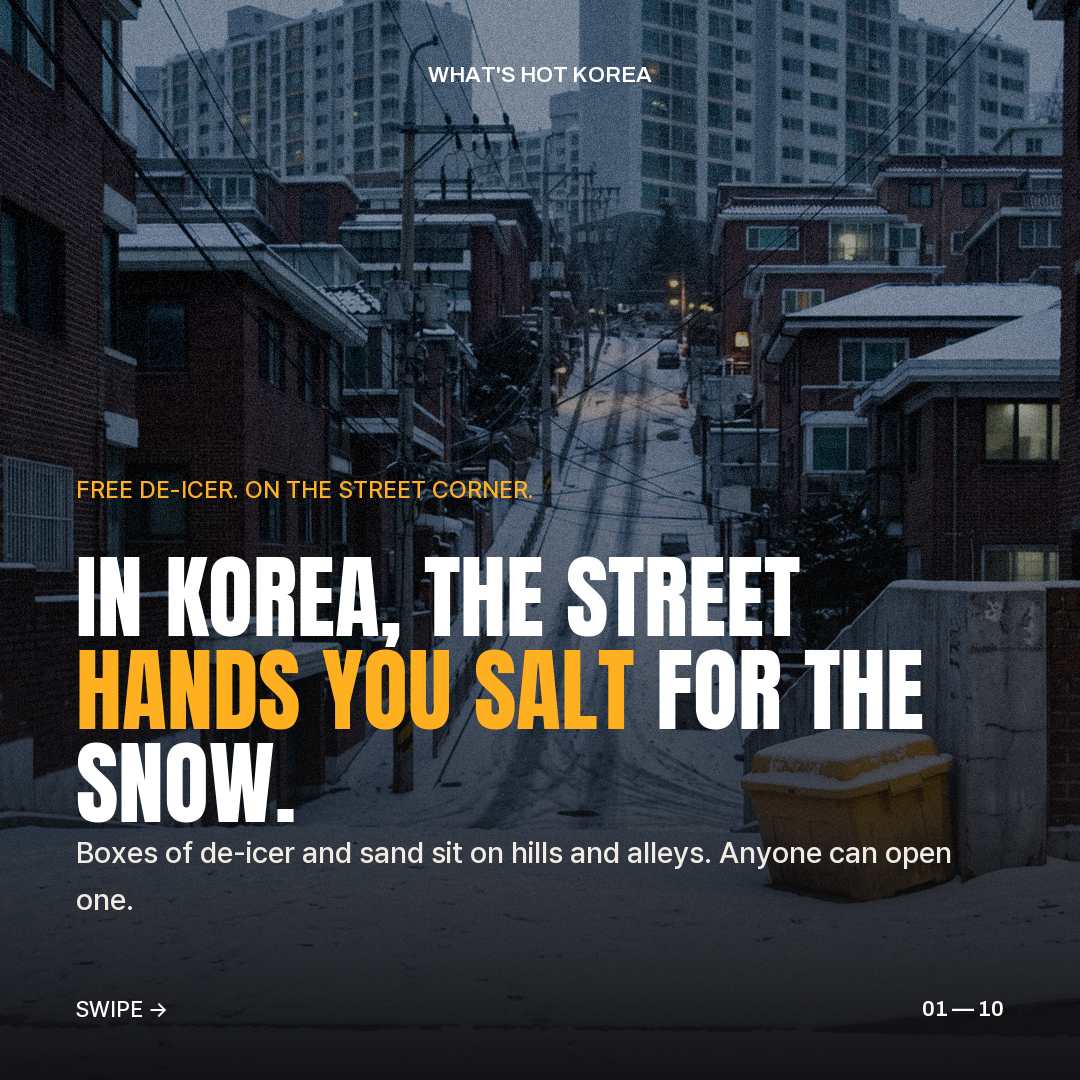 WHAT'S HOT KOREA
FREE DE-ICER. ON THE STREET CORNER.
IN KOREA, THE STREET
HANDS YOU SALT FOR THE
SNOW.
Boxes of de-icer and sand sit on hills and alleys. Anyone can open
one.
SWIPE →
01 — 10